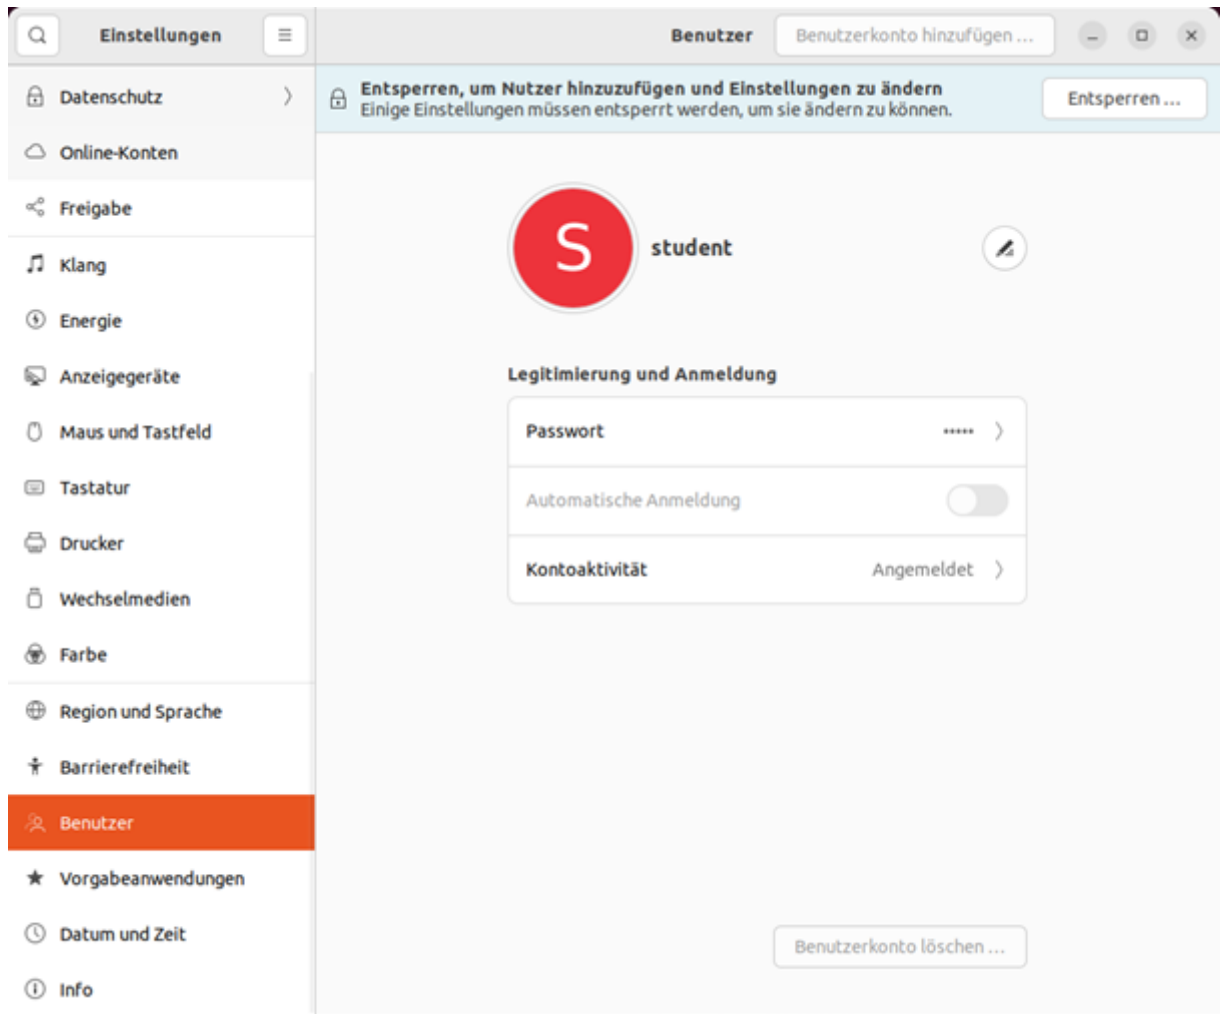 Einstellungen
Benutzer
Benutzerkonto hinzufügen ...
Datenschutz
Online-Konten
Freigabe
Klang
Energie
Anzeigegeräte
Maus und Tastfeld
Tastatur
Drucker
Wechselmedien
Farbe
Region und Sprache
Barrierefreiheit
Benutzer
Vorgabeanwendungen
Datum und Zeit
Info
Entsperren, um Nutzer hinzuzufügen und Einstellungen zu ändern
Einige Einstellungen müssen entsperrt werden, um sie ändern zu können.
Entsperren ...
S
student
Legitimierung und Anmeldung
Passwort •••••
Automatische Anmeldung
Kontoaktivität Angemeldet
Benutzerkonto löschen ...